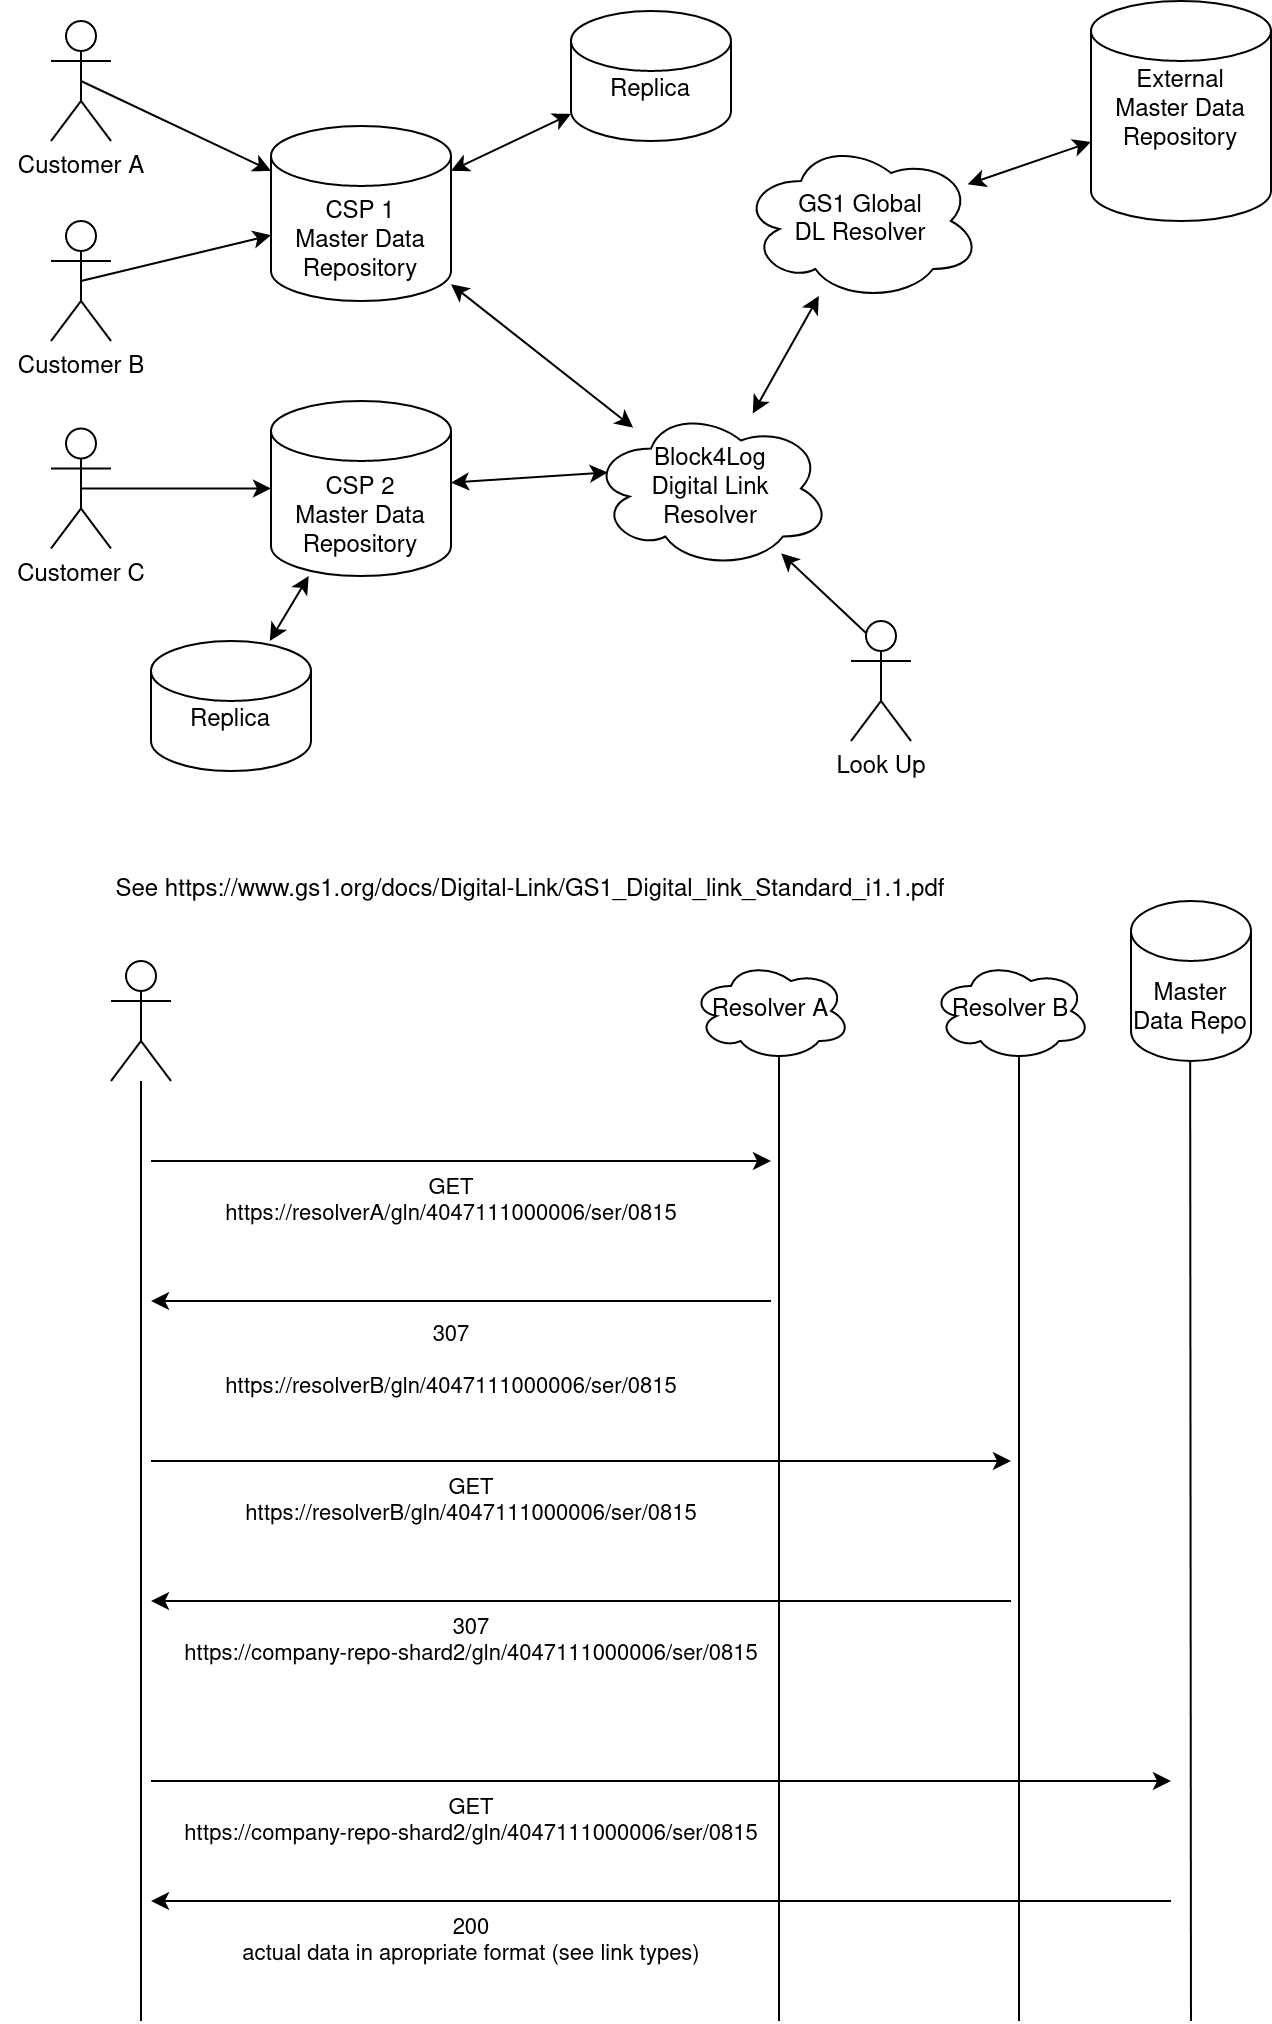 Customer A
Replica
External
Master Data
Repository
CSP 1
Master Data
Repository
GS1 Global
DL Resolver
Customer B
Block4Log
Digital Link
Resolver
CSP 2
Master Data
Repository
Customer C
Replica
Look Up
See https://www.gs1.org/docs/Digital-Link/GS1_Digital_link_Standard_i1.1.pdf
Resolver A
Resolver B
Master
Data Repo
GET
https://resolverA/gln/4047111000006/ser/0815
307
https://resolverB/gln/4047111000006/ser/0815
GET
https://resolverB/gln/4047111000006/ser/0815
307
https://company-repo-shard2/gln/4047111000006/ser/0815
GET
https://company-repo-shard2/gln/4047111000006/ser/0815
200
actual data in apropriate format (see link types)